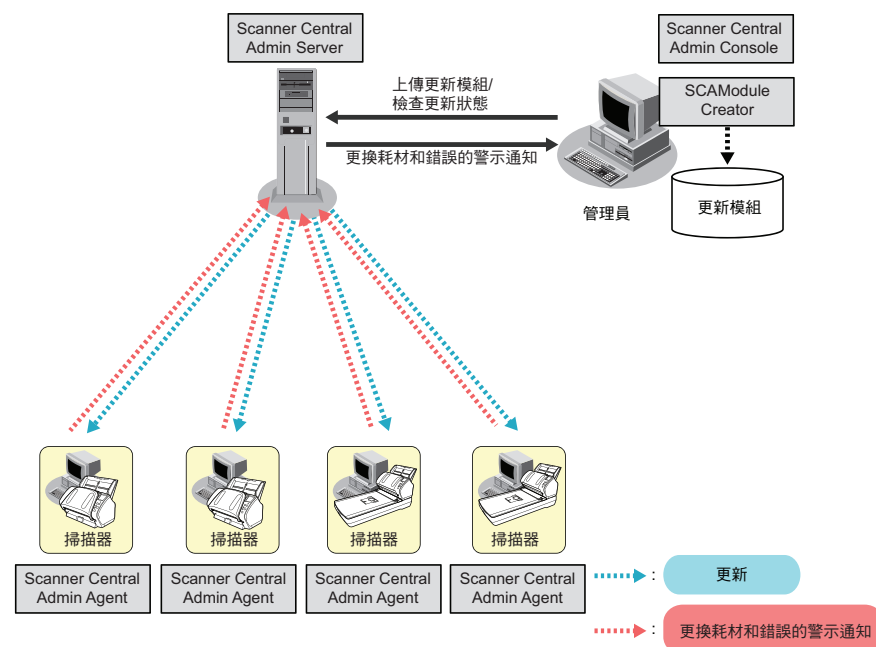 Scanner Central
Admin Server
Scanner Central
Admin Console
上傳更新模組/
檢查更新狀態
SCAModule
Creator
更換耗材和錯誤的警示通知
管理員
更新模組
掃描器
掃描器
掃描器
掃描器
Scanner Central
Admin Agent
Scanner Central
Admin Agent
Scanner Central
Admin Agent
Scanner Central
Admin Agent
: 更新
: 更換耗材和錯誤的警示通知